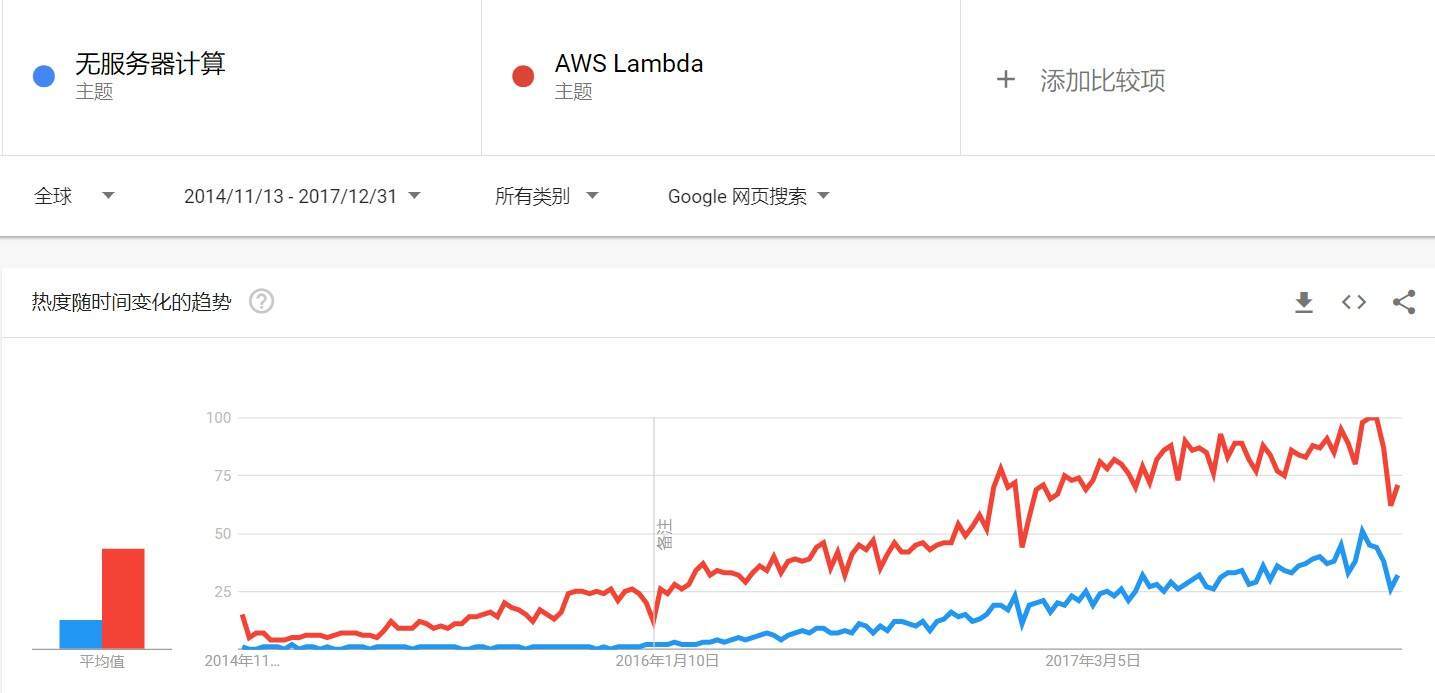 无服务器计算
主题
AWS Lambda
主题
+ 添加比较项
全球
2014/11/13 - 2017/12/31
所有类别
Google 网页搜索
热度随时间变化的趋势
100
75
50
25
备注
平均值
2014年11...
2016年1月10日
2017年3月5日